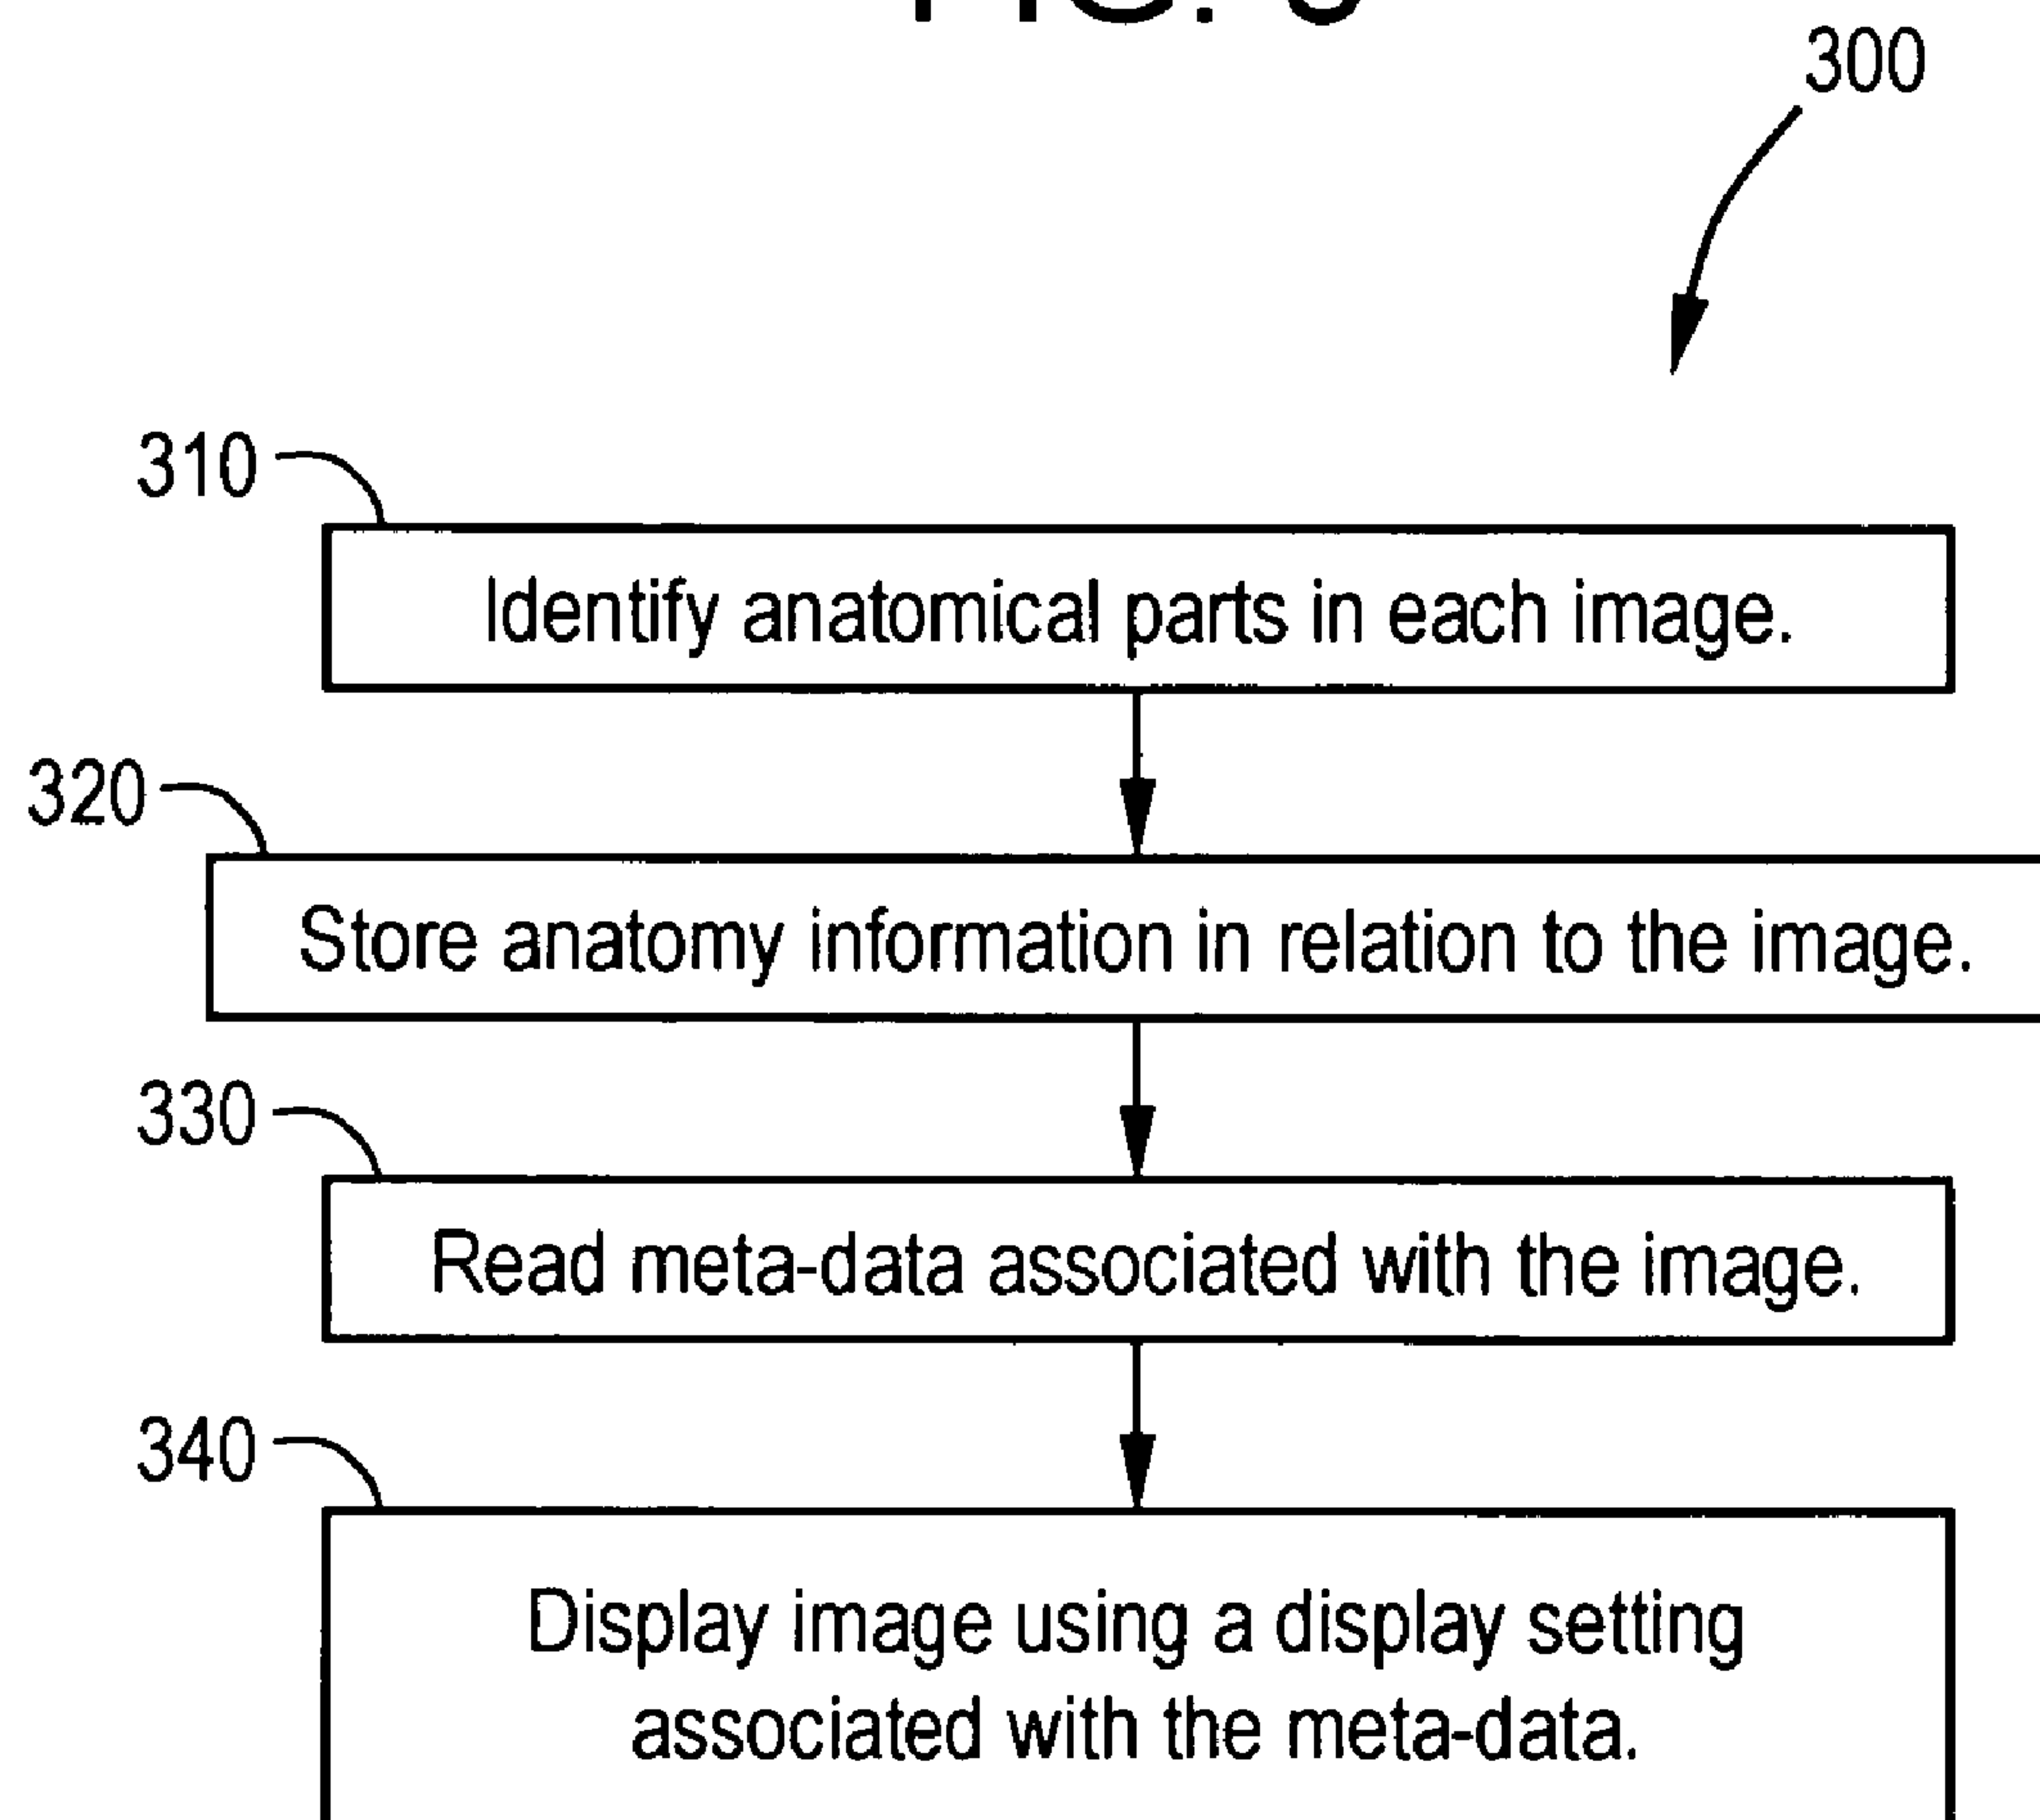 300
310
Identify anatomical parts in each image.
320
Store anatomy information in relation to the image.
330
Read meta-data associated with the image.
340
Display image using a display setting
associated with the meta-data.